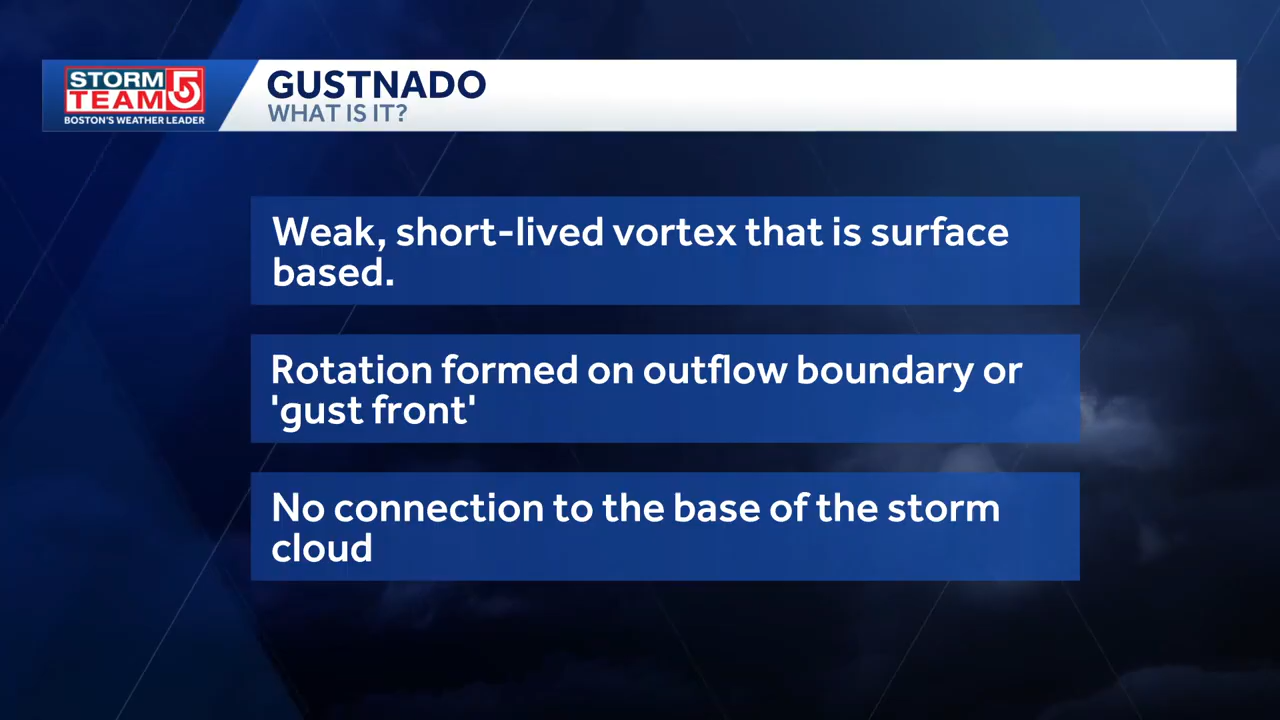 STORM
TEAM 5
BOSTON'S WEATHER LEADER
GUSTNADO
WHAT IS IT?
Weak, short-lived vortex that is surface
based.
Rotation formed on outflow boundary or
'gust front'
No connection to the base of the storm
cloud